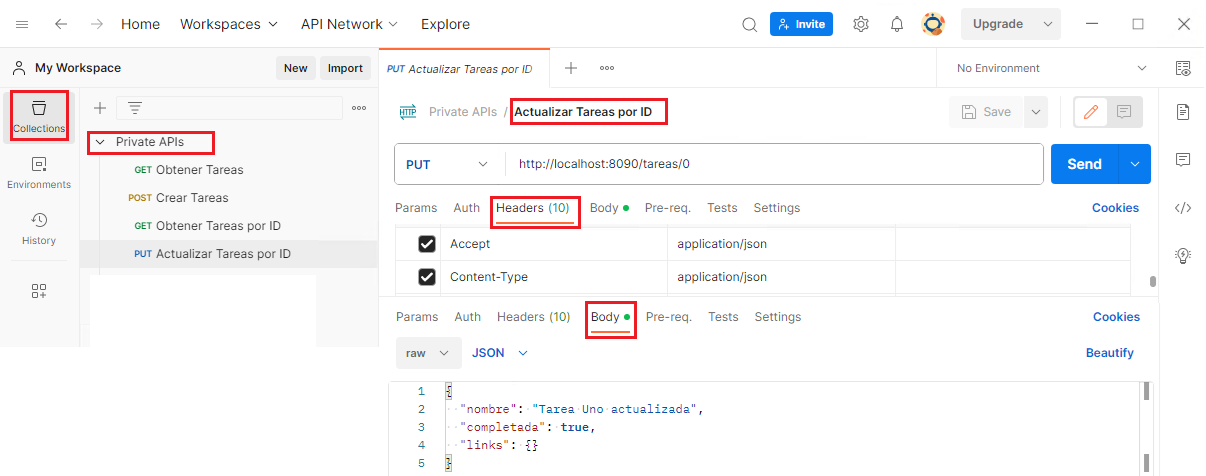 Home Workspaces API Network Explore Invite Upgrade
My Workspace New Import
PUT Actualizar Tareas por ID
No Environment
Collections
Environments
History
Private APIs
GET Obtener Tareas
POST Crear Tareas
GET Obtener Tareas por ID
PUT Actualizar Tareas por ID
HTTP Private APIs / Actualizar Tareas por ID Save
PUT http://localhost:8090/tareas/0 Send
Params Auth Headers (10) Body Pre-req. Tests Settings Cookies
Accept application/json
Content-Type application/json
Params Auth Headers (10) Body Pre-req. Tests Settings Cookies
raw JSON Beautify
1 {
2 "nombre": "Tarea Uno actualizada",
3 "completada": true,
4 "links": {}
5 }